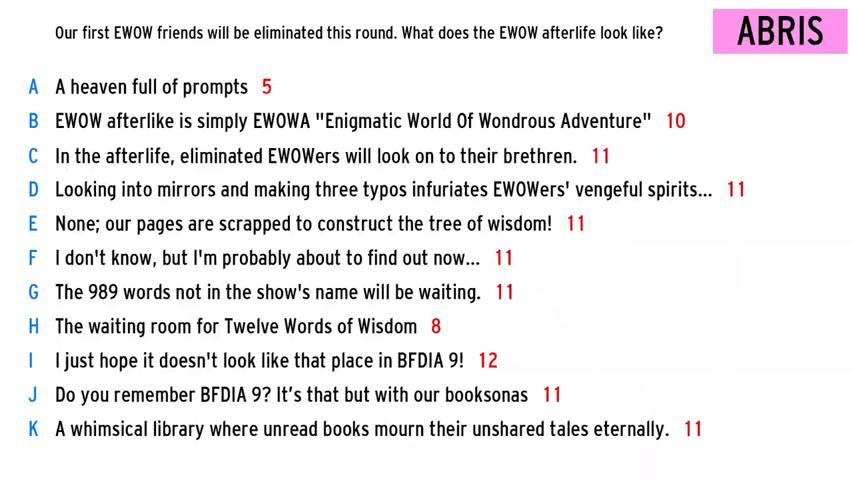 Our first EWOW friends will be eliminated this round. What does the EWOW afterlife look like?
ABRIS
A A heaven full of prompts 5
B EWOW afterlike is simply EWOWA "Enigmatic World Of Wondrous Adventure" 10
C In the afterlife, eliminated EWOWers will look on to their brethren. 11
D Looking into mirrors and making three typos infuriates EWOWers' vengeful spirits... 11
E None; our pages are scrapped to construct the tree of wisdom! 11
F I don't know, but I'm probably about to find out now... 11
G The 989 words not in the show's name will be waiting. 11
H The waiting room for Twelve Words of Wisdom 8
I I just hope it doesn't look like that place in BFDIA 9! 12
J Do you remember BFDIA 9? It’s that but with our booksonas 11
K A whimsical library where unread books mourn their unshared tales eternally. 11